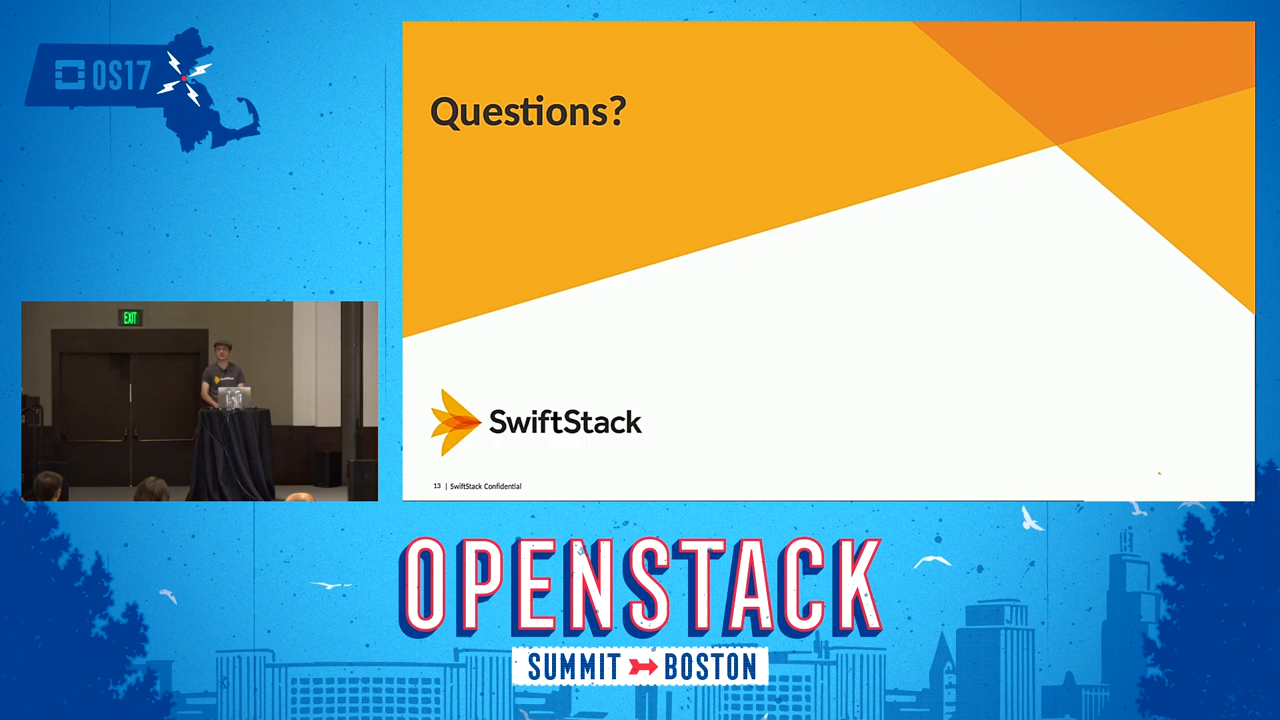 OS17
Questions?
EXIT
SwiftStack
13 | SwiftStack Confidential
OPENSTACK
SUMMIT BOSTON